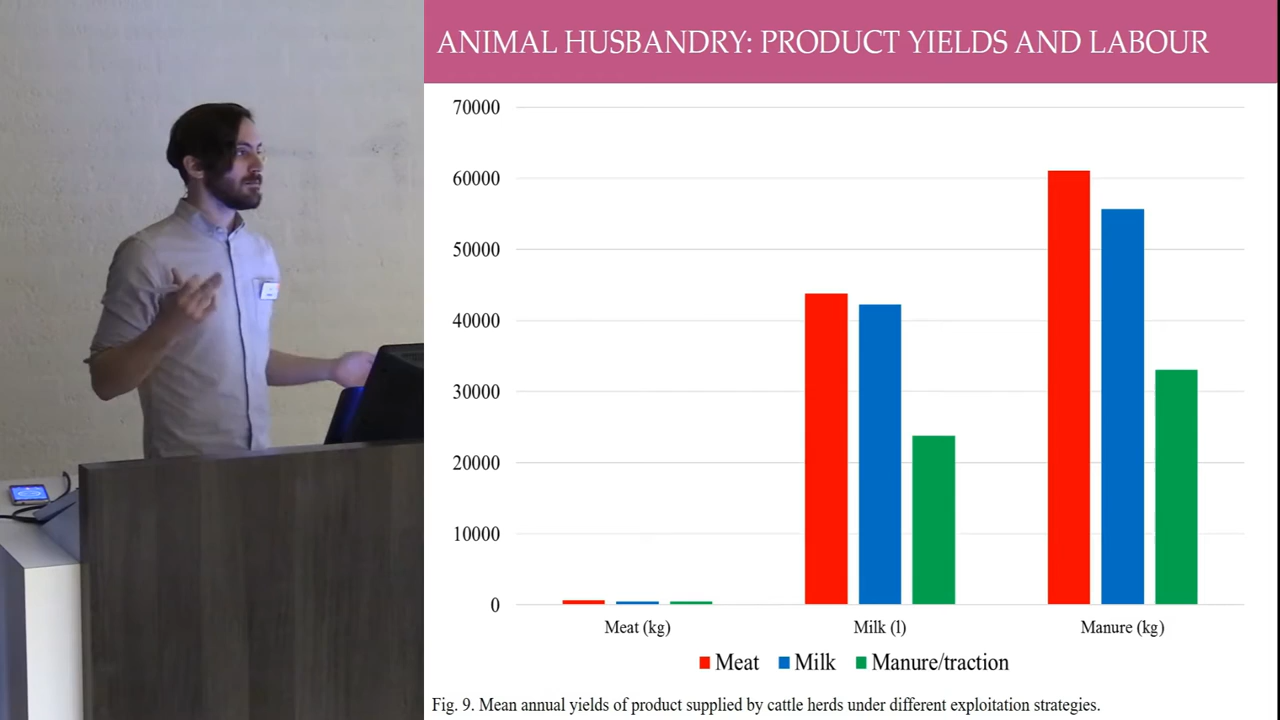 ANIMAL HUSBANDRY: PRODUCT YIELDS AND LABOUR
70000
60000
50000
40000
30000
20000
10000
0
Meat (kg) Milk (l) Manure (kg)
Meat Milk Manure/traction
Fig. 9. Mean annual yields of product supplied by cattle herds under different exploitation strategies.